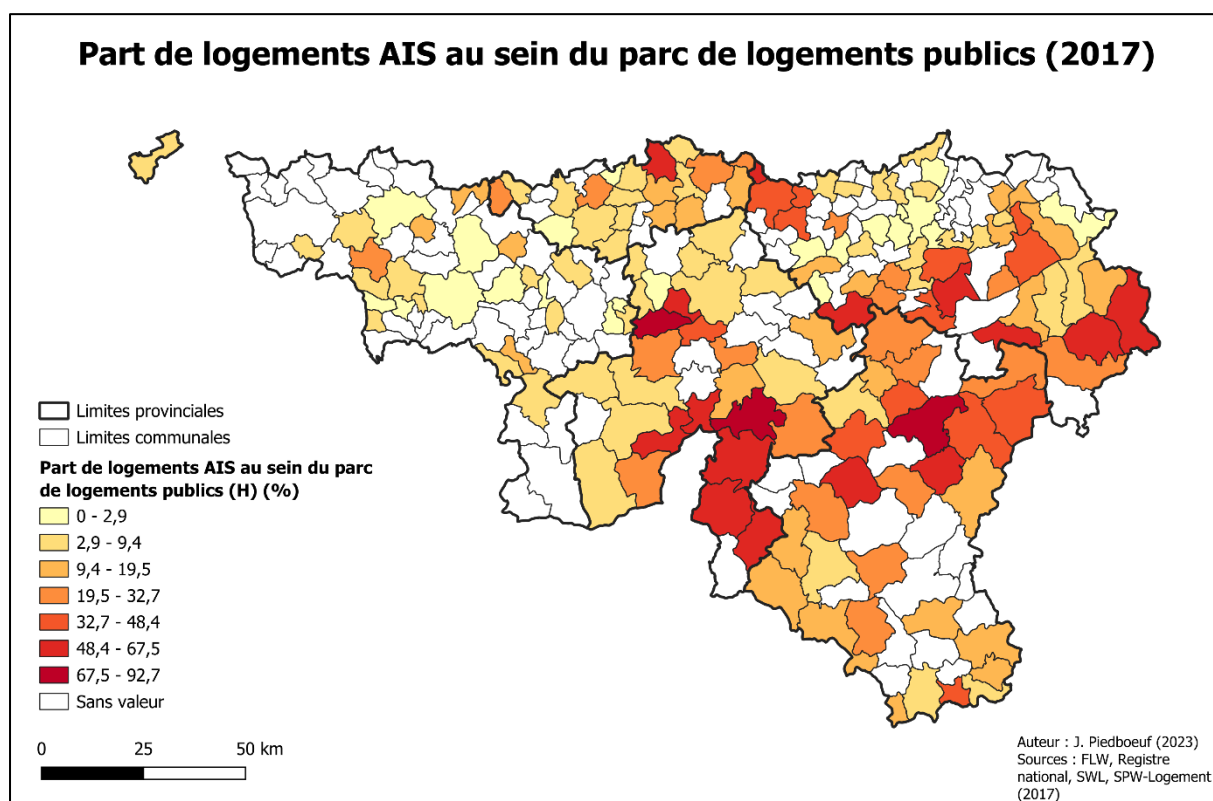 Part de logements AIS au sein du parc de logements publics (2017)
Limites provinciales
Limites communales
Part de logements AIS au sein du parc
de logements publics (H) (%)
0 - 2,9
2,9 - 9,4
9,4 - 19,5
19,5 - 32,7
32,7 - 48,4
48,4 - 67,5
67,5 - 92,7
Sans valeur
0 25 50 km
Auteur : J. Piedboeuf (2023)
Sources : FLW, Registre
national, SWL, SPW-Logement
(2017)